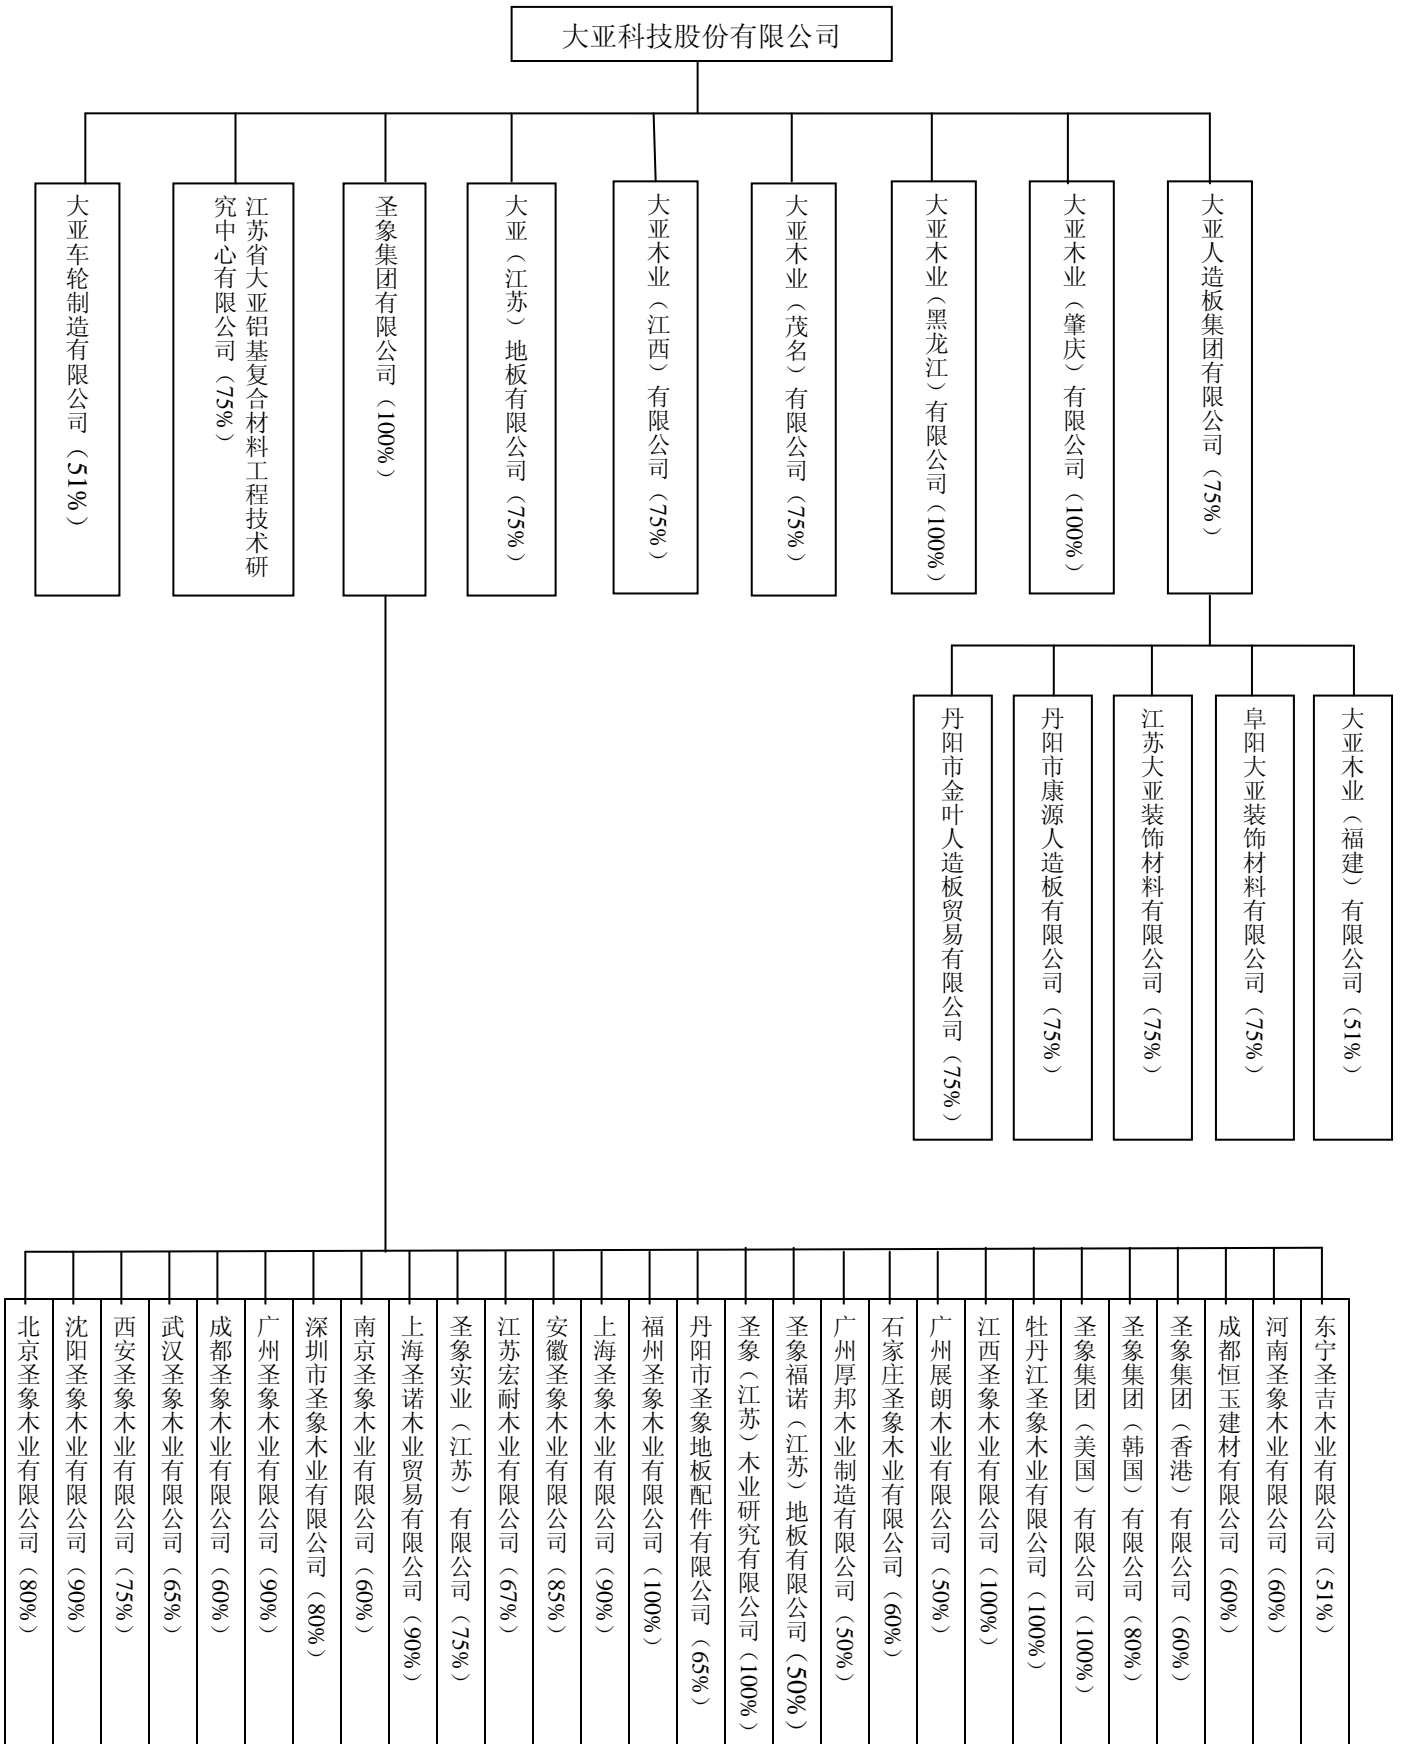 大亚科技股份有限公司
大亚车轮制造有限公司（51%）
江苏省大亚铝基复合材料工程技术研
究中心有限公司（75%）
圣象集团有限公司（100%）
大亚（江苏）地板有限公司（75%）
大亚木业（江西）有限公司（75%）
大亚木业（茂名）有限公司（75%）
大亚木业（黑龙江）有限公司（100%）
大亚木业（肇庆）有限公司（100%）
大亚人造板集团有限公司（75%）
丹阳市金叶人造板贸易有限公司（75%）
丹阳市康源人造板有限公司（75%）
江苏大亚装饰材料有限公司（75%）
阜阳大亚装饰材料有限公司（75%）
大亚木业（福建）有限公司（51%）
北京圣象木业有限公司（80%）
沈阳圣象木业有限公司（90%）
西安圣象木业有限公司（75%）
武汉圣象木业有限公司（65%）
成都圣象木业有限公司（60%）
广州圣象木业有限公司（90%）
深圳市圣象木业有限公司（80%）
南京圣象木业有限公司（60%）
上海圣诺木业贸易有限公司（90%）
圣象实业（江苏）有限公司（75%）
江苏宏耐木业有限公司（67%）
安徽圣象木业有限公司（85%）
上海圣象木业有限公司（90%）
福州圣象木业有限公司（100%）
丹阳市圣象地板配件有限公司（65%）
圣象（江苏）木业研究有限公司（100%）
圣象福诺（江苏）地板有限公司（50%）
广州厚邦木业制造有限公司（50%）
石家庄圣象木业有限公司（60%）
广州展朗木业有限公司（50%）
江西圣象木业有限公司（100%）
牡丹江圣象木业有限公司（100%）
圣象集团（美国）有限公司（100%）
圣象集团（韩国）有限公司（80%）
圣象集团（香港）有限公司（60%）
成都恒玉建材有限公司（60%）
河南圣象木业有限公司（60%）
东宁圣吉木业有限公司（51%）